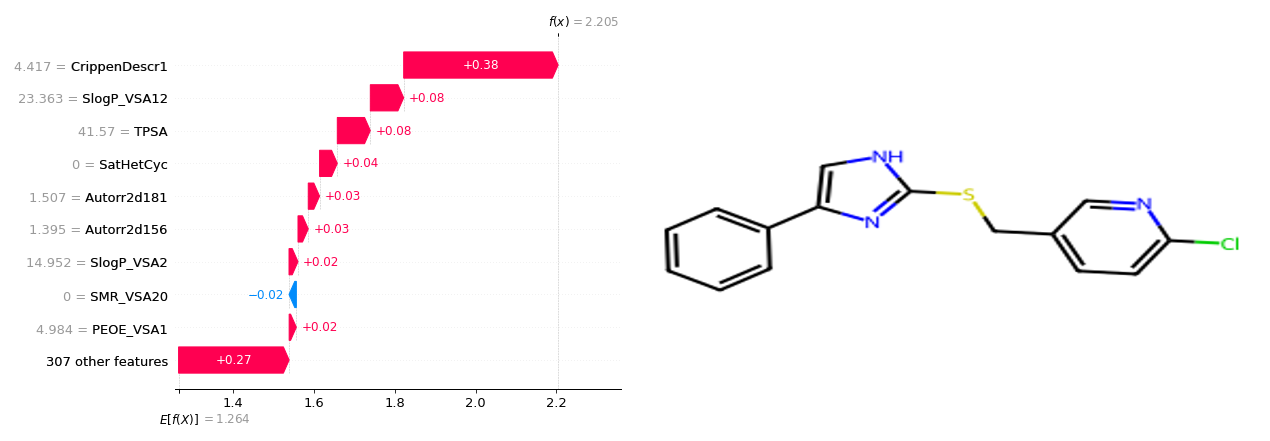 f(x) = 2.205
4.417 = CrippenDescr1
+0.38
23.363 = SlogP_VSA12
+0.08
41.57 = TPSA
+0.08
0 = SatHetCyc
+0.04
1.507 = Autorr2d181
+0.03
1.395 = Autorr2d156
+0.03
14.952 = SlogP_VSA2
+0.02
0 = SMR_VSA20
−0.02
4.984 = PEOE_VSA1
+0.02
307 other features
+0.27
1.4 1.6 1.8 2.0 2.2
E[f(X)] = 1.264
NH
N
S
N
Cl